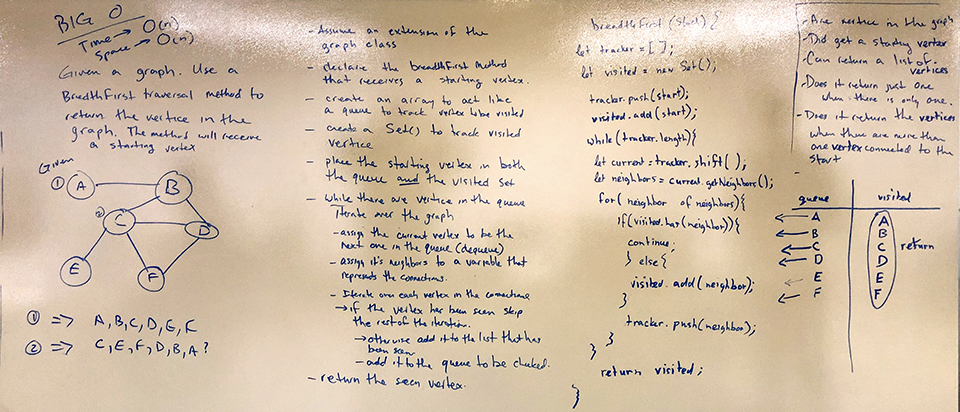 BIG O
Time → O(n)
Space → O(n)
Given a graph. Use a
BreadthFirst traversal method to
return the vertice in the
graph. The method will receive
a starting vertex
Given
① A
B
② C
D
E
F
① => A, B, C, D, E, F
② => C, E, F, D, B, A?
- Assume an extension of the
graph class
- declare the breadthFirst Method
that receives a starting vertex.
- create an array to act like
a queue to track vertex to be visited
- create a Set() to track visited
vertice
- place the starting vertex in both
the queue and the visited set
- while there are vertice in the queue
iterate over the graph
- assign the current vertex to be the
next one in the queue (dequeue)
- assign it's neighbors to a variable that
represents the connections.
- Iterate over each vertex in the connections
→ if the vertex has been seen skip
the rest of the iteration.
→ otherwise add it to the list that has
been seen
- add it to the queue to be checked.
- return the seen vertex.
breadthFirst (start) {
let tracker = [ ];
let visited = new Set();
tracker.push(start);
visited.add(start);
while(tracker.length){
let current = tracker.shift( );
let neighbors = current.getNeighbors();
for( neighbor of neighbors){
if(visited.has(neighbor)){
continue;
} else {
visited.add(neighbor);
}
tracker.push(neighbor);
}
}
return visited;
}
- Are vertice in the graph
- Did get a starting vertex
- Can return a list of
vertices
- Does it return just one
when there is only one.
- Does it return the vertices
when there are more than
one vertex connected to the
start
-
queue visited
← A A
← B B
← C C return
← D D
← E E
← F F